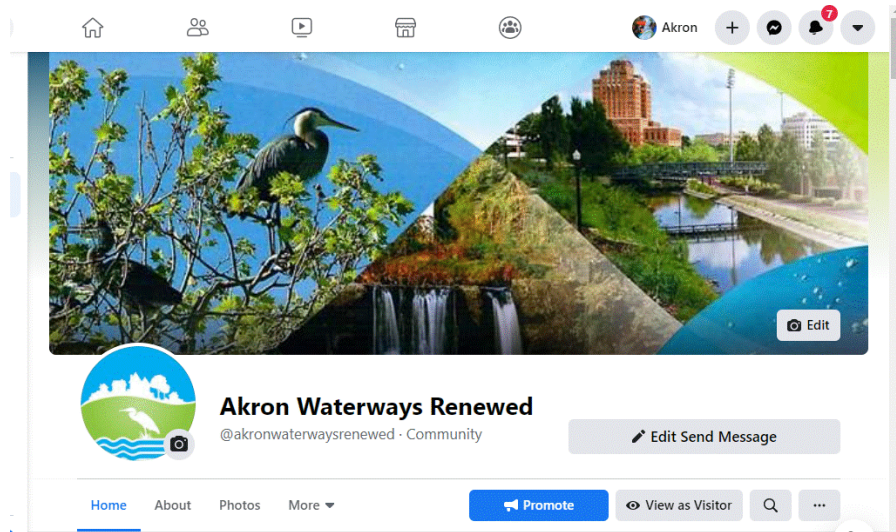 Akron
7
Edit
Akron Waterways Renewed
@akronwaterwaysrenewed · Community
Edit Send Message
Home About Photos More
Promote View as Visitor